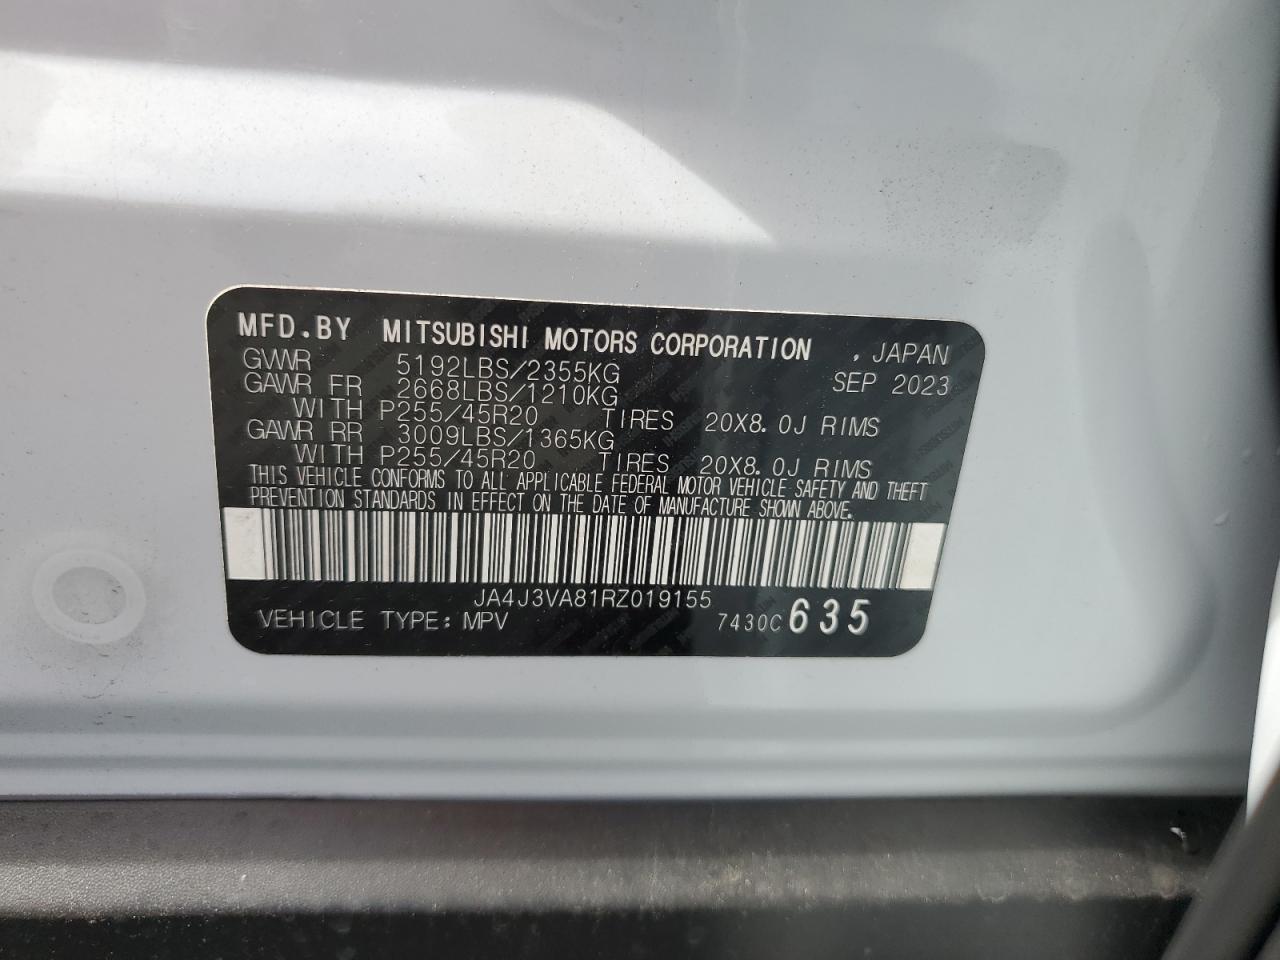 MFD.BY MITSUBISHI MOTORS CORPORATION , JAPAN
GWWR 5192LBS/2355KG SEP 2023
GAWR FR 2668LBS/1210KG
WITH P255/45R20 TIRES 20X8.0J RIMS
GAWR RR 3009LBS/1365KG
WITH P255/45R20 TIRES 20X8.0J RIMS
THIS VEHICLE CONFORMS TO ALL APPLICABLE FEDERAL MOTOR VEHICLE SAFETY AND THEFT
PREVENTION STANDARDS IN EFFECT ON THE DATE OF MANUFACTURE SHOWN ABOVE.
JA4J3VA81RZ019155
VEHICLE TYPE: MPV 7430C 635